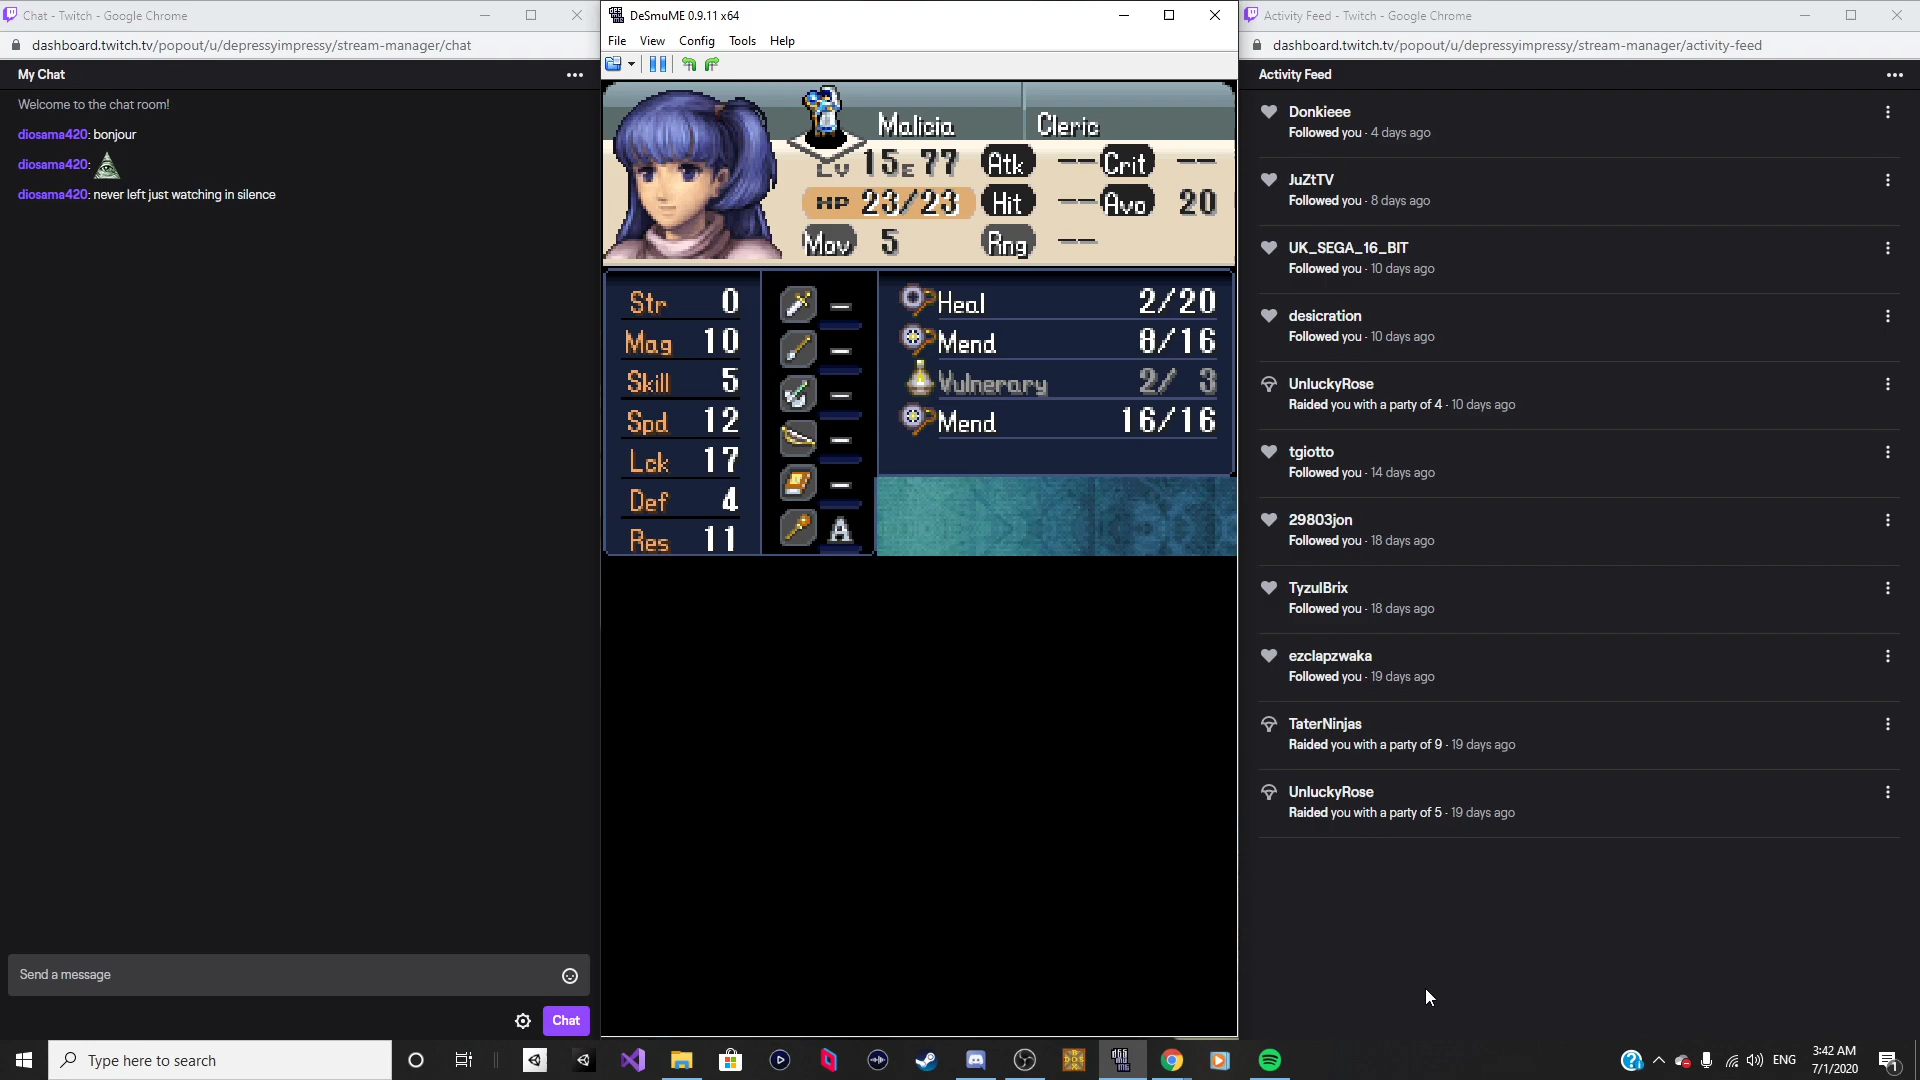 Chat - Twitch - Google Chrome
dashboard.twitch.tv/popout/u/depressyimpressy/stream-manager/chat
My Chat
Welcome to the chat room!
diosama420: bonjour
diosama420:
diosama420: never left just watching in silence
Send a message
Chat
DeSmuME 0.9.11 x64
File View Config Tools Help
Malicia Cleric
LV 15 E 77 Atk -- Crit --
HP 23/23 Hit -- Avo 20
Mov 5 Rng --
Str 0
Mag 10
Skill 5
Spd 12
Lck 17
Def 4
Res 11
–
–
–
–
–
A
Heal 2/20
Mend 8/16
Vulnerary 2/ 3
Mend 16/16
Activity Feed - Twitch - Google Chrome
dashboard.twitch.tv/popout/u/depressyimpressy/stream-manager/activity-feed
Activity Feed
Donkieee
Followed you · 4 days ago
JuZtTV
Followed you · 8 days ago
UK_SEGA_16_BIT
Followed you · 10 days ago
desicration
Followed you · 10 days ago
UnluckyRose
Raided you with a party of 4 · 10 days ago
tgiotto
Followed you · 14 days ago
29803jon
Followed you · 18 days ago
TyzulBrix
Followed you · 18 days ago
ezclapzwaka
Followed you · 19 days ago
TaterNinjas
Raided you with a party of 9 · 19 days ago
UnluckyRose
Raided you with a party of 5 · 19 days ago
Type here to search
ENG
3:42 AM
7/1/2020
1